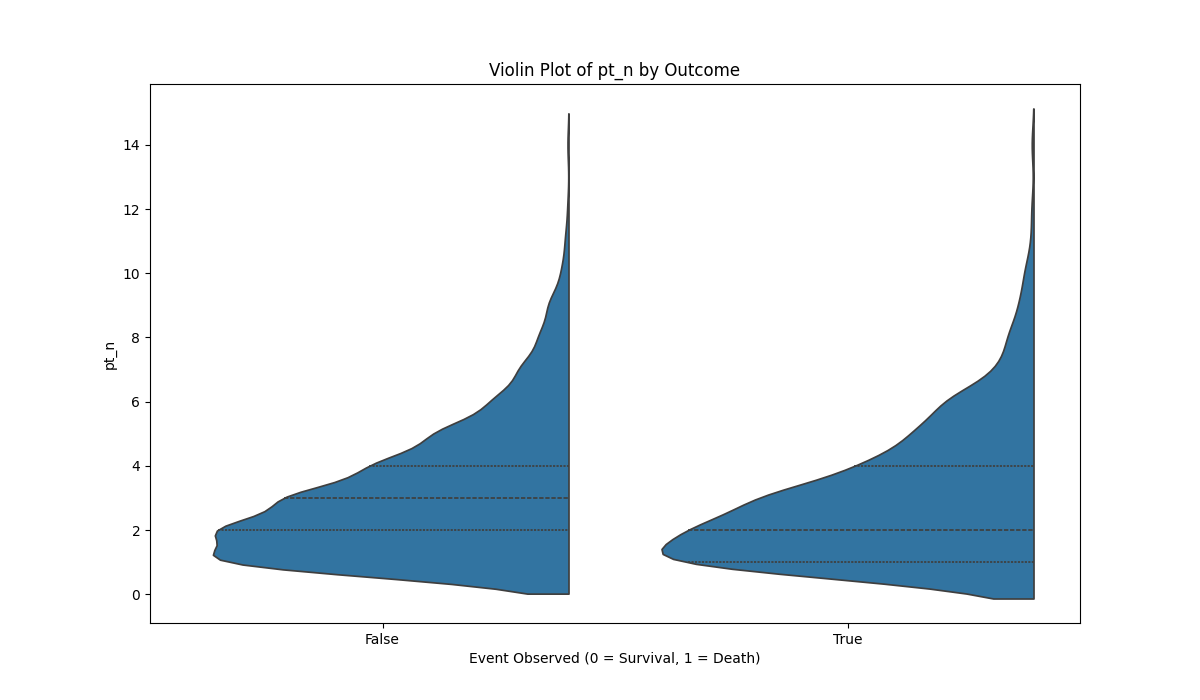 Violin Plot of pt_n by Outcome
14
12
10
8
6
4
2
0
pt_n
False
True
Event Observed (0 = Survival, 1 = Death)